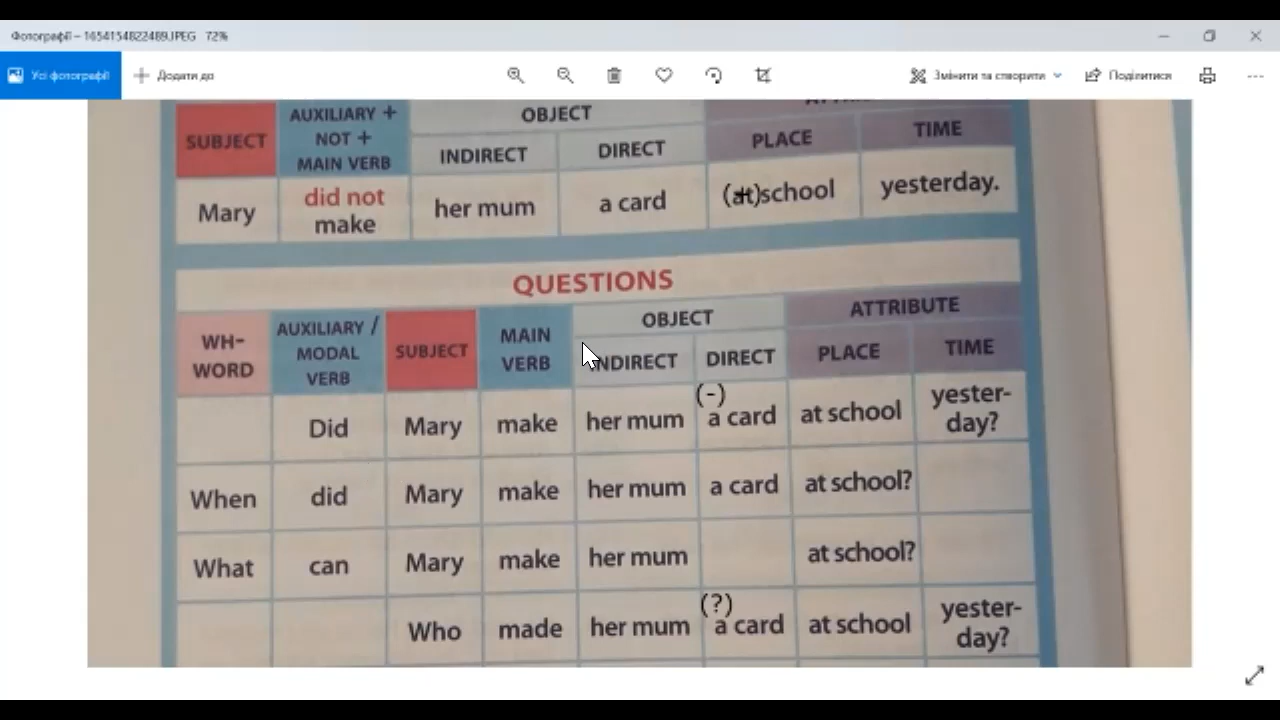 Фотографії – 1654154822489.JPEG 72%
Усі фотографії
Додати до
Змінити та створити
Поділитися
SUBJECT AUXILIARY + NOT + MAIN VERB OBJECT
INDIRECT DIRECT PLACE TIME
Mary did not make her mum a card (at)school yesterday.
QUESTIONS
WH-WORD AUXILIARY / MODAL VERB SUBJECT MAIN VERB OBJECT ATTRIBUTE
INDIRECT DIRECT PLACE TIME
(-)
Did Mary make her mum a card at school yester-day?
When did Mary make her mum a card at school?
What can Mary make her mum at school?
(?)
Who made her mum a card at school yester-day?